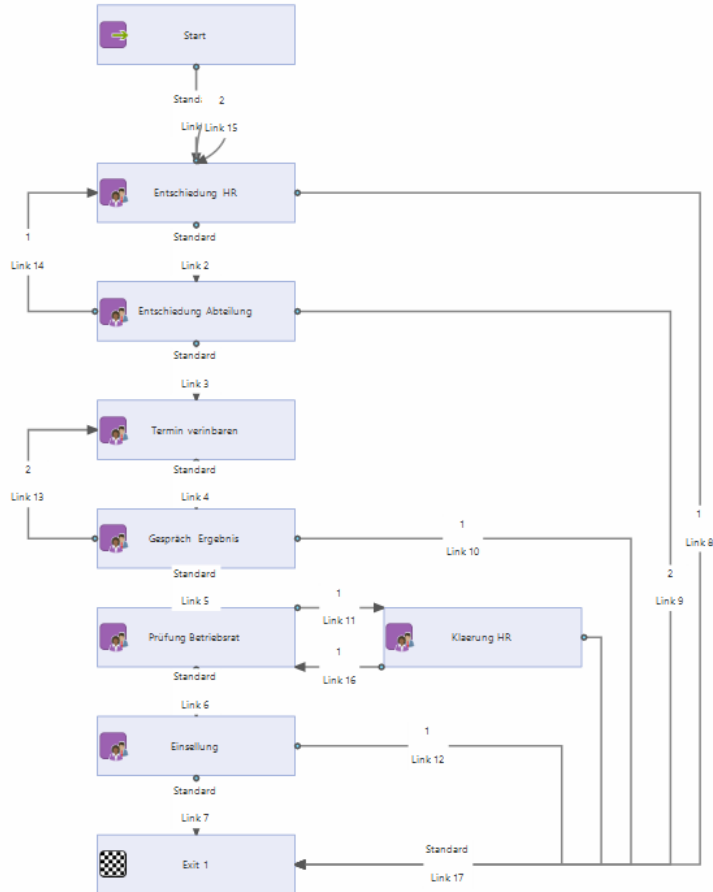 Start
Standa
2
Link
Link 15
Entschiedung HR
Standard
1
Link 14
Link 2
Entschiedung Abteilung
Standard
Link 3
Termin verinbaren
2
Standard
Link 13
Link 4
1
Link 8
Gespräch Ergebnis
1
Link 10
Standard
2
Link 5
1
Link 9
Link 11
Prüfung Betriebsrat
Klaerung HR
1
Standard
Link 16
Link 6
1
Einsellung
Link 12
Standard
Link 7
Standard
Exit 1
Link 17